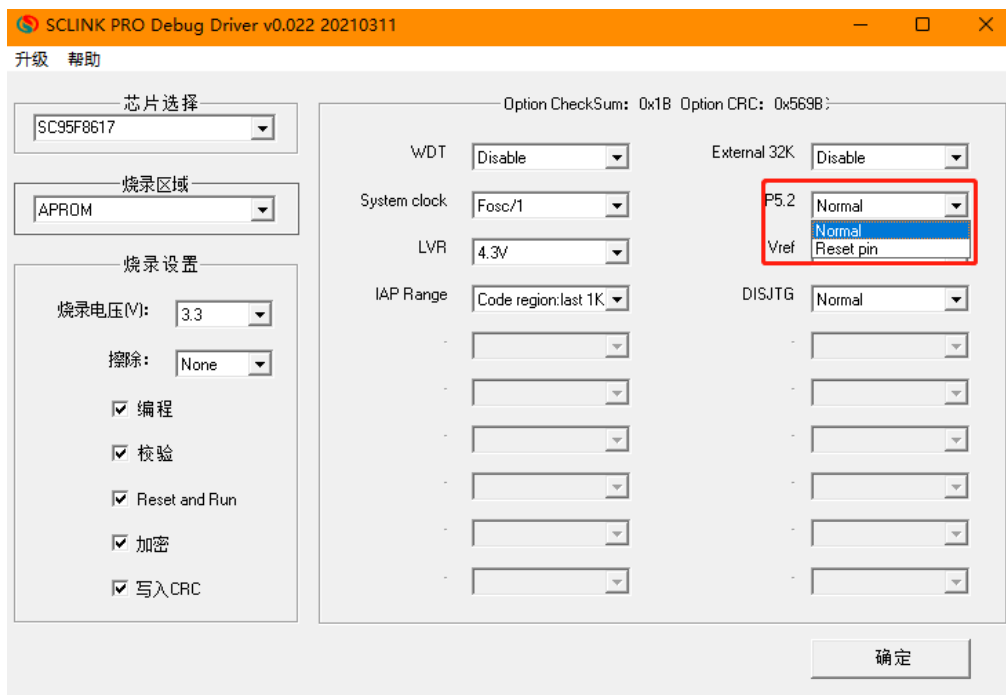 SCLINK PRO Debug Driver v0.022 20210311
升级 帮助
芯片选择
SC95F8617
烧录区域
APROM
烧录设置
烧录电压(V): 3.3
擦除: None
编程
校验
Reset and Run
加密
写入CRC
Option CheckSum: 0x1B Option CRC: 0x569B
WDT Disable External 32K Disable
System clock Fosc/1 P5.2 Normal
Normal
LVR 4.3V Vref Reset pin
IAP Range Code region:last 1K DISJTG Normal
确定